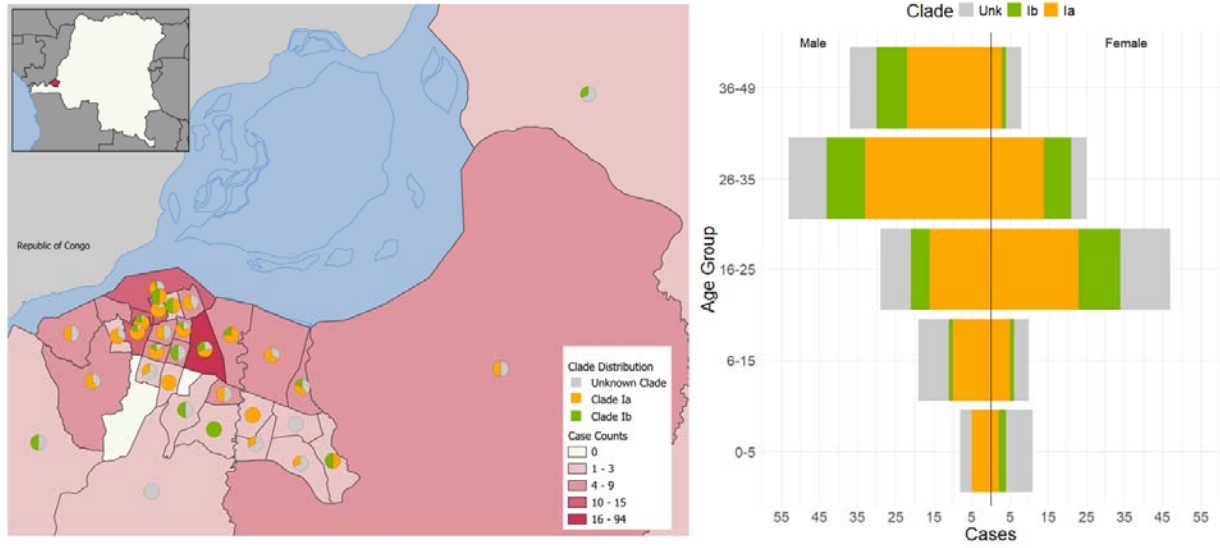 Republic of Congo
Clade Distribution
Unknown Clade
Clade Ia
Clade Ib
Case Counts
0
1 - 3
4 - 9
10 - 15
16 - 94
Clade Unk Ib Ia
Male Female
Age Group
36-49
26-35
16-25
6-15
0-5
55 45 35 25 15 5 5 15 25 35 45 55
Cases